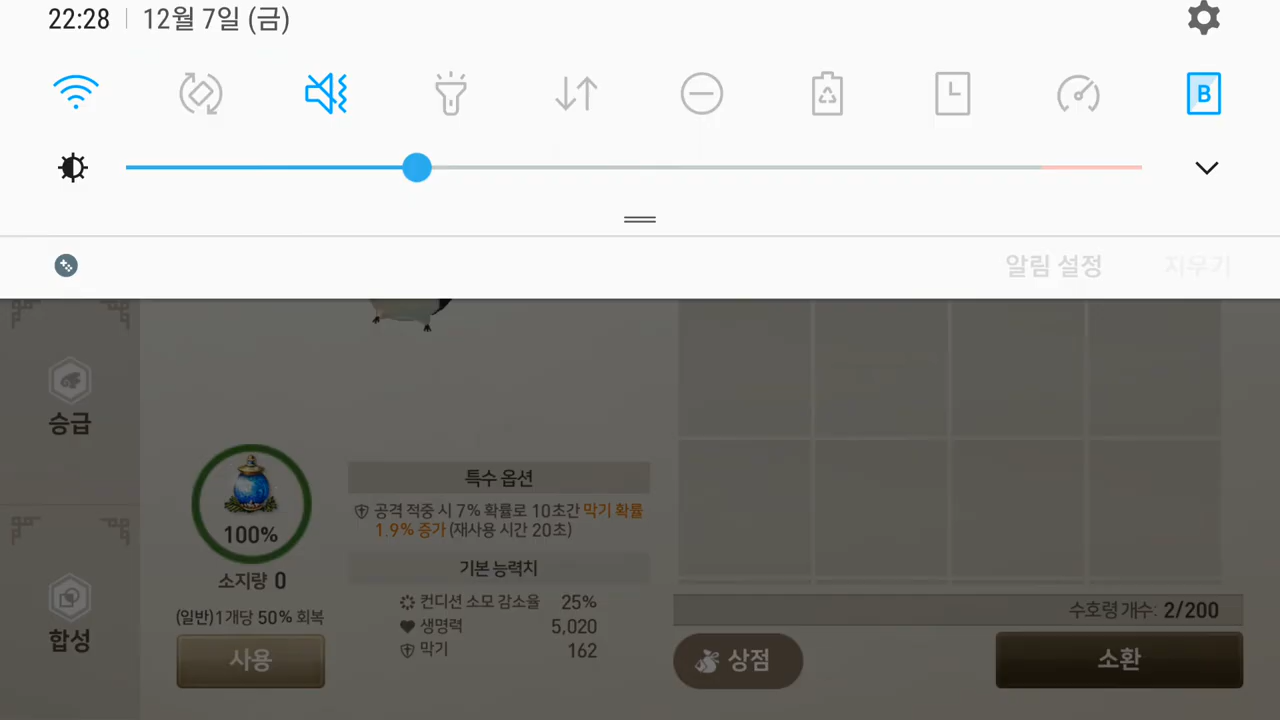 22:28 | 12월 7일 (금)
B
알림 설정
지우기
승급
100%
소지량 0
(일반)1개당 50% 회복
사용
합성
특수 옵션
공격 적중 시 7% 확률로 10초간 막기 확률
1.9% 증가 (재사용 시간 20초)
기본 능력치
컨디션 소모 감소율 25%
생명력 5,020
막기 162
수호령 개수: 2/200
상점
소환